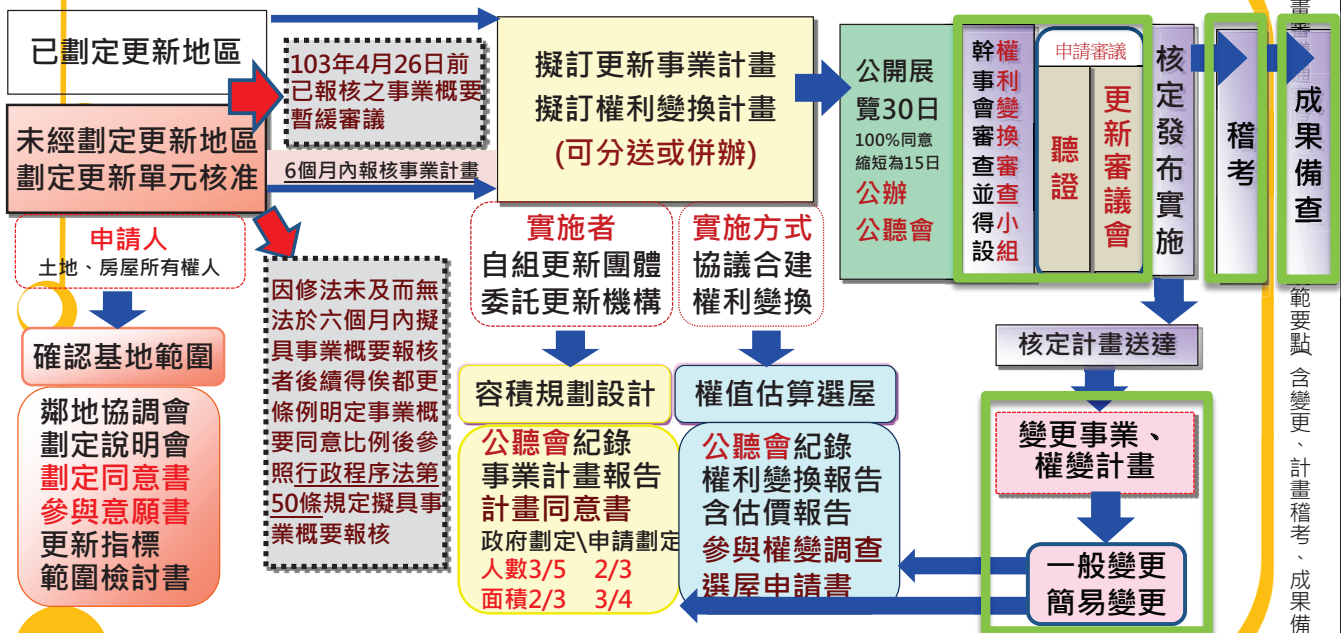 已劃定更新地區
未經劃定更新地區
劃定更新單元核准
申請人
土地、房屋所有權人
確認基地範圍
鄰地協調會
劃定說明會
劃定同意書
參與意願書
更新指標
範圍檢討書
103年4月26日前
已報核之事業概要
暫緩審議
6個月內報核事業計畫
因修法未及而無
法於六個月內擬
具事業概要報核
者後續得俟都更
條例明定事業概
要同意比例後參
照行政程序法第
50條規定擬具事
業概要報核
擬訂更新事業計畫
擬訂權利變換計畫
(可分送或併辦)
實施者
自組更新團體
委託更新機構
實施方式
協議合建
權利變換
容積規劃設計
公聽會紀錄
事業計畫報告
計畫同意書
政府劃定\申請劃定
人數3/5 2/3
面積2/3 3/4
權值估算選屋
公聽會紀錄
權利變換報告
含估價報告
參與權變調查
選屋申請書
公開展
覽30日
100%同意
縮短為15日
公辦
公聽會
幹事會審查並得設
權利變換審查小組
申請審議
聽證
更新審議會
核定發布實施
稽考
成果備查
核定計畫送達
變更事業、
權變計畫
一般變更
簡易變更
範要點 含變更、計畫稽考、成果備